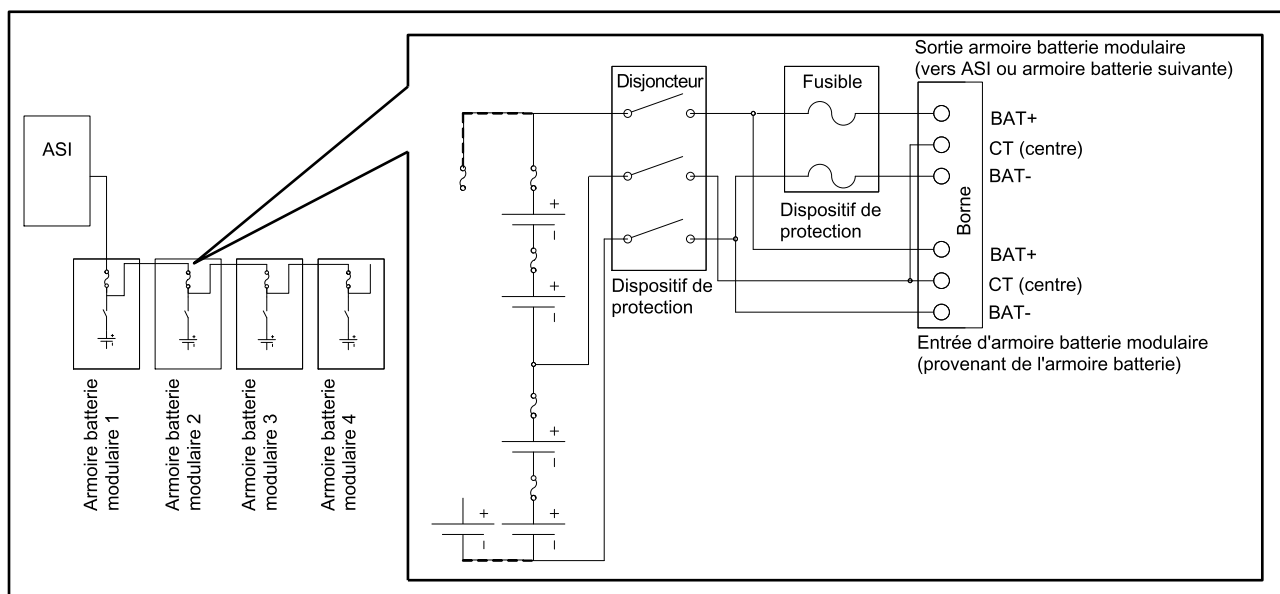 ASI
Armoire batterie
modulaire 1
Armoire batterie
modulaire 2
Armoire batterie
modulaire 3
Armoire batterie
modulaire 4
+
–
+
–
+
–
+
–
+
–
+
–
+
–
+
–
+
–
Disjoncteur
Dispositif de
protection
Fusible
Dispositif de
protection
Sortie armoire batterie modulaire
(vers ASI ou armoire batterie suivante)
Borne
BAT+
CT (centre)
BAT-
BAT+
CT (centre)
BAT-
Entrée d'armoire batterie modulaire
(provenant de l'armoire batterie)